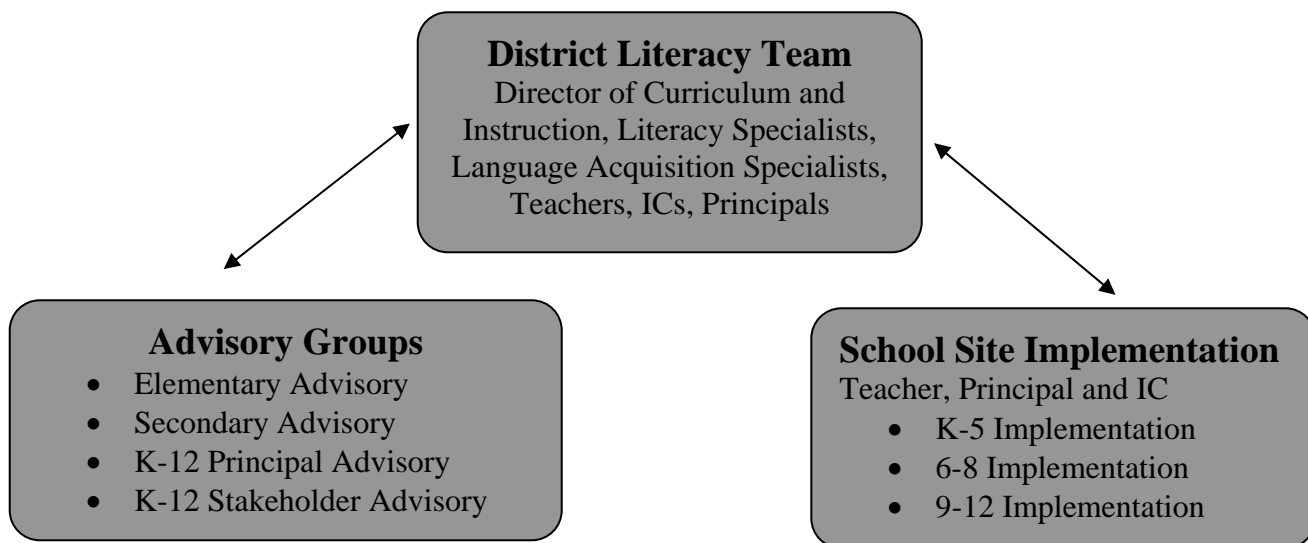 District Literacy Team
Director of Curriculum and
Instruction, Literacy Specialists,
Language Acquisition Specialists,
Teachers, ICs, Principals
Advisory Groups
• Elementary Advisory
• Secondary Advisory
• K-12 Principal Advisory
• K-12 Stakeholder Advisory
School Site Implementation
Teacher, Principal and IC
• K-5 Implementation
• 6-8 Implementation
• 9-12 Implementation